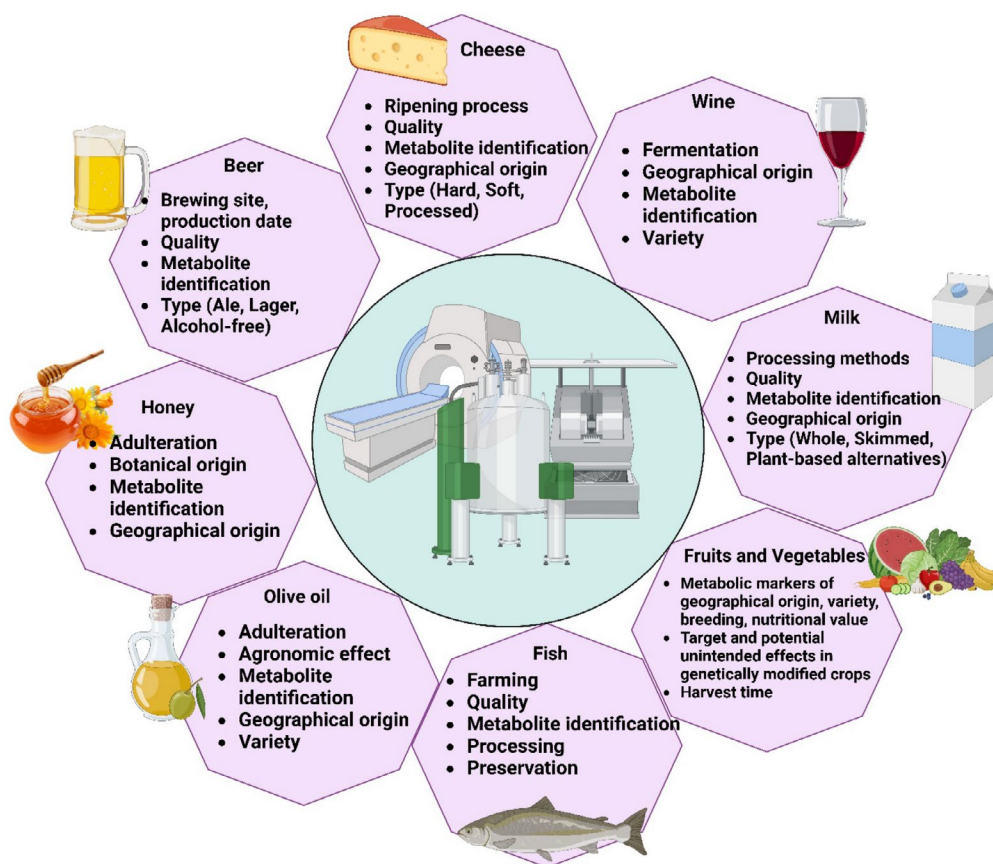 Cheese
• Ripening process
• Quality
• Metabolite identification
• Geographical origin
• Type (Hard, Soft,
Processed)
Wine
• Fermentation
• Geographical origin
• Metabolite
identification
• Variety
Beer
• Brewing site,
production date
• Quality
• Metabolite
identification
• Type (Ale, Lager,
Alcohol-free)
Milk
• Processing methods
• Quality
• Metabolite identification
• Geographical origin
• Type (Whole, Skimmed,
Plant-based alternatives)
Honey
• Adulteration
• Botanical origin
• Metabolite
identification
• Geographical origin
Fruits and Vegetables
• Metabolic markers of
geographical origin, variety,
breeding, nutritional value
• Target and potential
unintended effects in
genetically modified crops
• Harvest time
Olive oil
• Adulteration
• Agronomic effect
• Metabolite
identification
• Geographical origin
• Variety
Fish
• Farming
• Quality
• Metabolite identification
• Processing
• Preservation